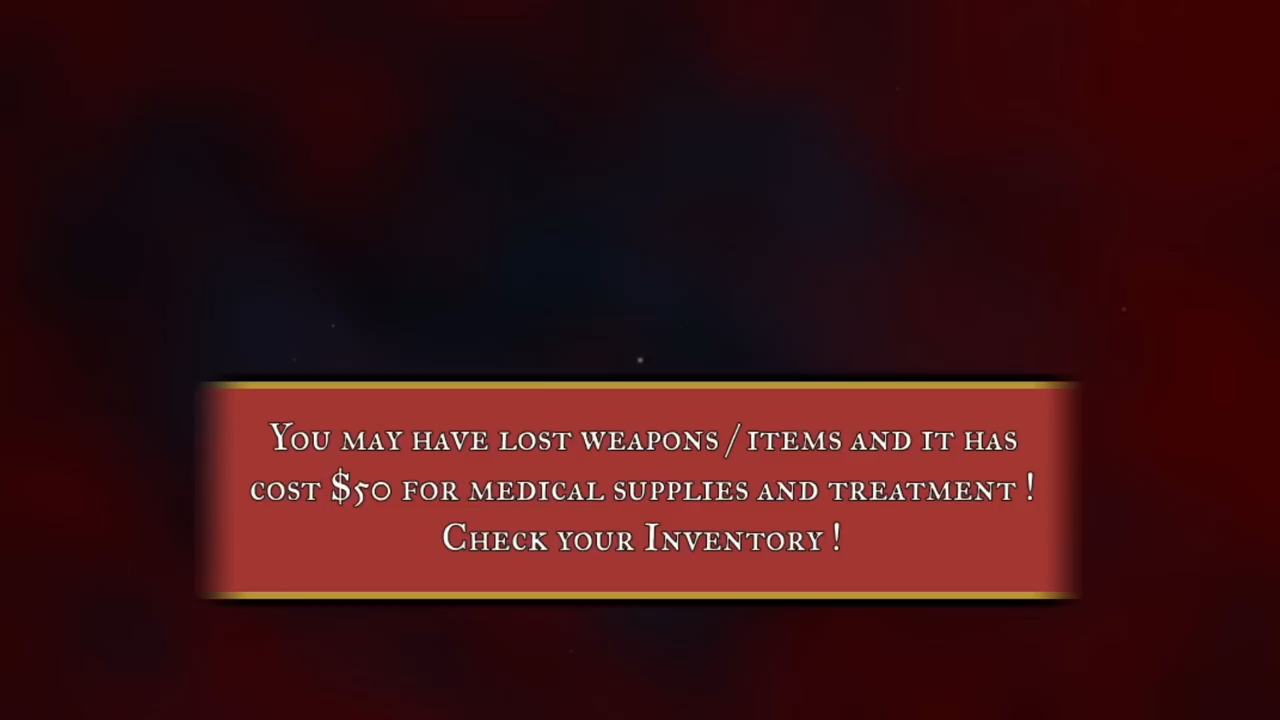 You may have lost weapons / items and it has
cost $50 for medical supplies and treatment !
Check your Inventory !